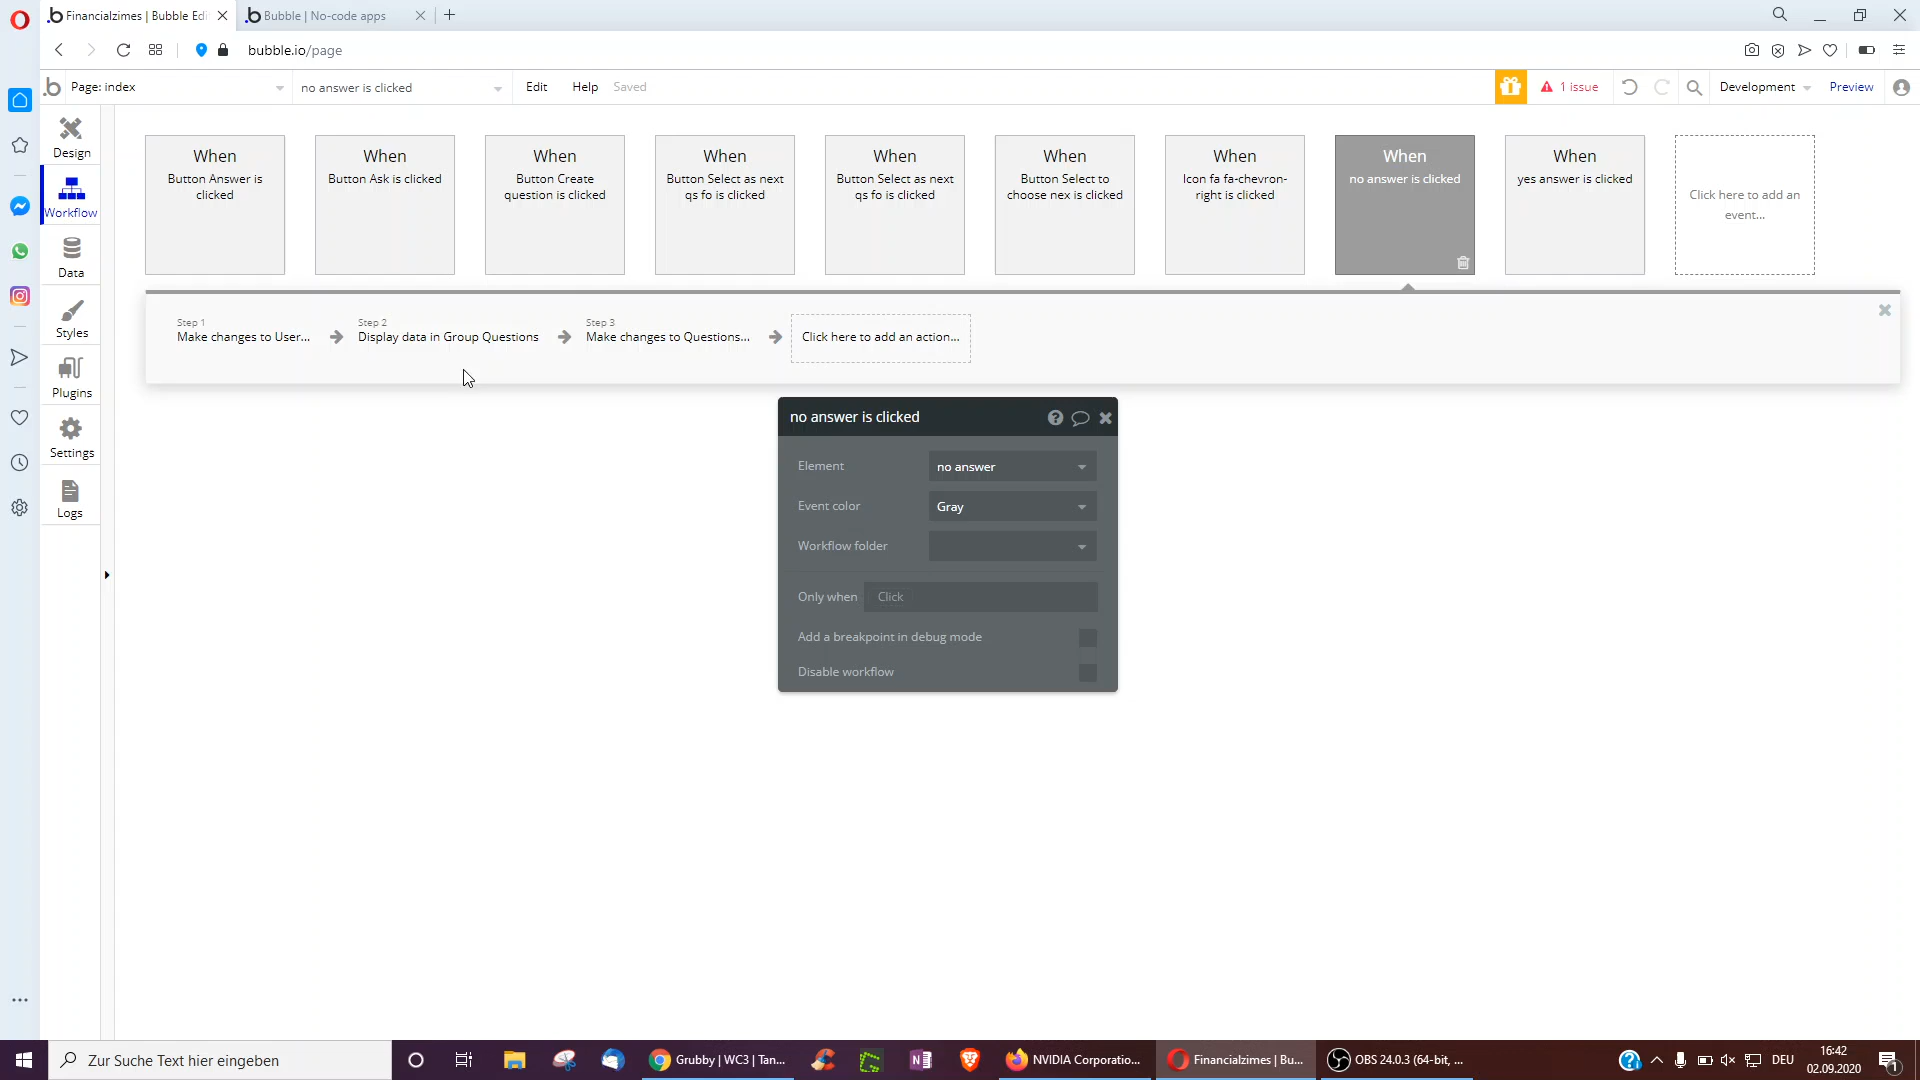 Financialzimes | Bubble Edi
Bubble | No-code apps
bubble.io/page
Page: index
no answer is clicked
Edit
Help
Saved
1 issue
Development
Preview
Design
Workflow
Data
Styles
Plugins
Settings
Logs
When
Button Answer is
clicked
When
Button Ask is clicked
When
Button Create
question is clicked
When
Button Select as next
qs fo is clicked
When
Button Select as next
qs fo is clicked
When
Button Select to
choose nex is clicked
When
Icon fa fa-chevron-
right is clicked
When
no answer is clicked
When
yes answer is clicked
Click here to add an
event...
Step 1
Make changes to User...
Step 2
Display data in Group Questions
Step 3
Make changes to Questions...
Click here to add an action...
no answer is clicked
Element
no answer
Event color
Gray
Workflow folder
Only when
Click
Add a breakpoint in debug mode
Disable workflow
Zur Suche Text hier eingeben
Grubby | WC3 | Tan...
NVIDIA Corporatio...
Financialzimes | Bu...
OBS 24.0.3 (64-bit, ...
DEU
16:42
02.09.2020
1